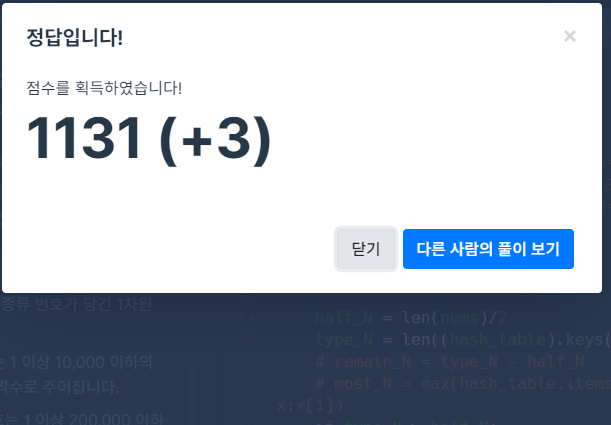 정답입니다!
×
점수를 획득하였습니다!
1131 (+3)
닫기
다른 사람의 풀이 보기
종류 번호가 담긴 1차원
는 1 이상 10,000 이하의
짝수로 주어집니다.
호는 1 이상 200,000 이하
14 half_N = len(nums)/2
15 type_N = len((hash_table).keys(
# remain_N = type_N - half_N
# most_N = max(hash_table.items
x:x[1])